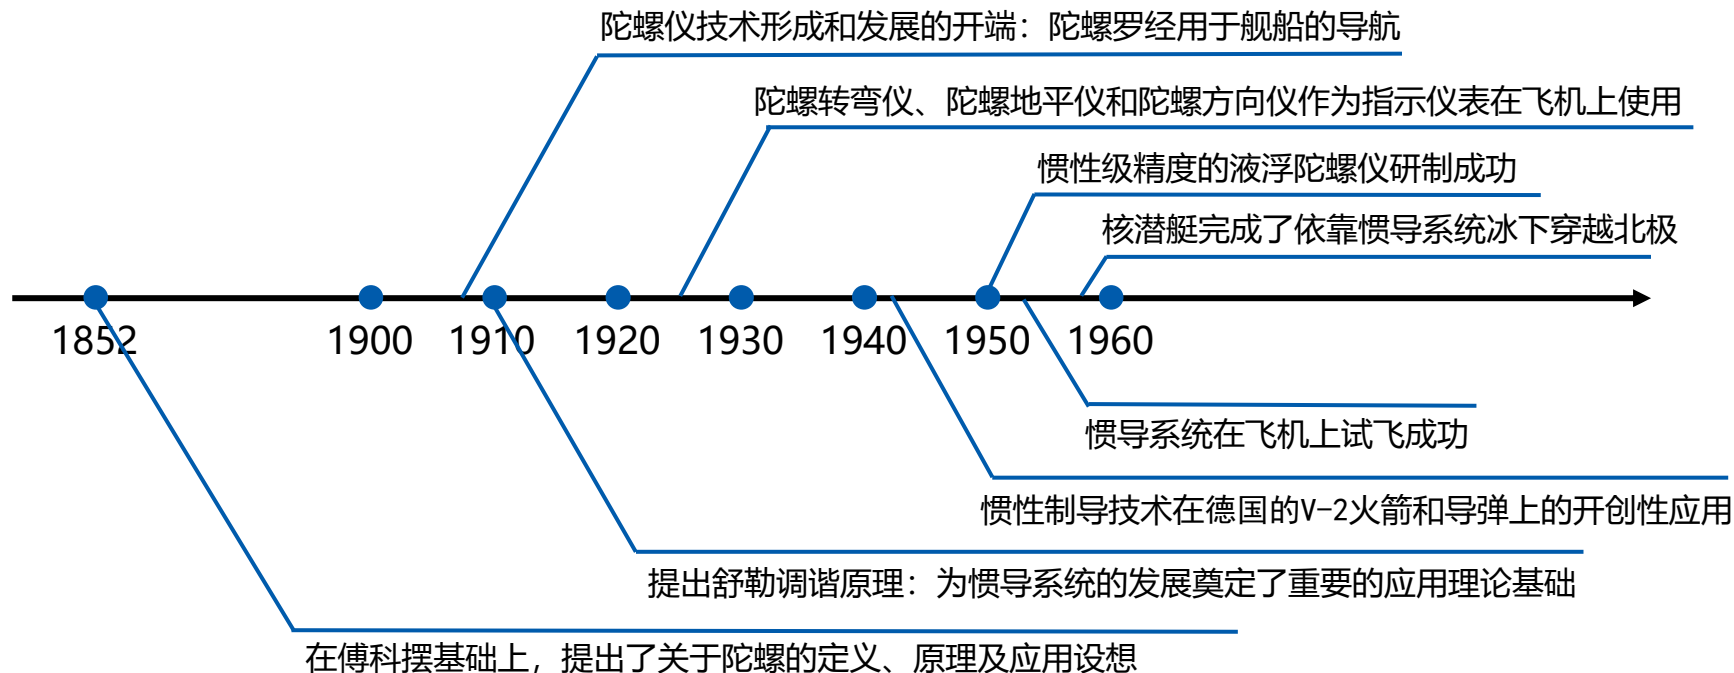 陀螺仪技术形成和发展的开端：陀螺罗经用于舰船的导航
陀螺转弯仪、陀螺地平仪和陀螺方向仪作为指示仪表在飞机上使用
惯性级精度的液浮陀螺仪研制成功
核潜艇完成了依靠惯导系统冰下穿越北极
1852 1900 1910 1920 1930 1940 1950 1960
惯导系统在飞机上试飞成功
惯性制导技术在德国的V-2火箭和导弹上的开创性应用
提出舒勒调谐原理：为惯导系统的发展奠定了重要的应用理论基础
在傅科摆基础上，提出了关于陀螺的定义、原理及应用设想